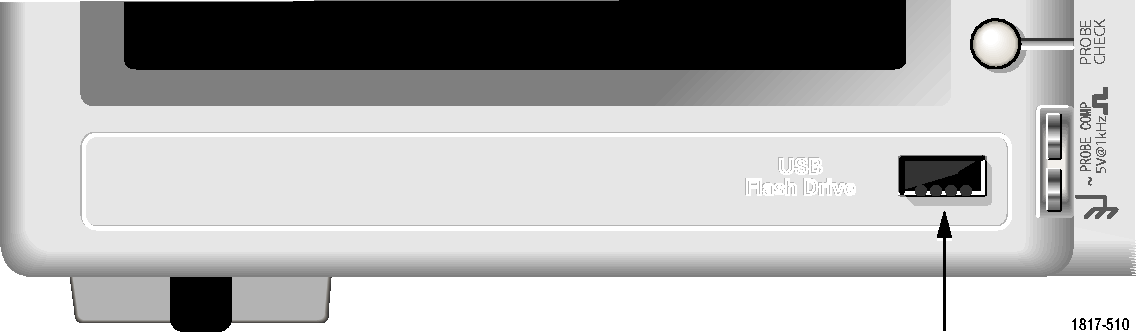 PROBE
CHECK
~ PROBE COMP
5V@1kHz
USB
Flash Drive
1817-510